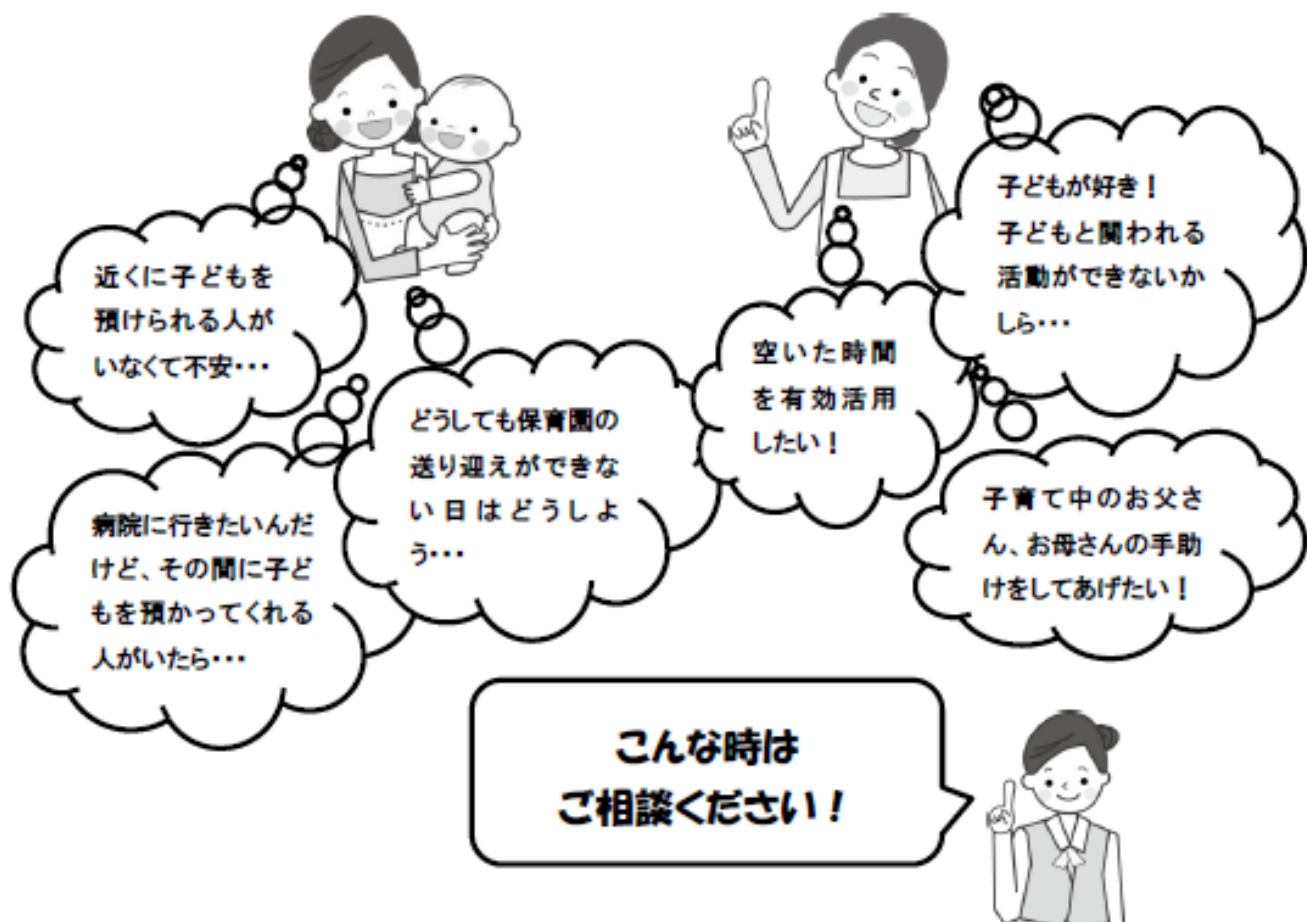 近くに子どもを
預けられる人が
いなくて不安・・・
どうしても保育園の
送り迎えができな
い日はどうしよ
う・・・
病院に行きたいんだ
けど、その間に子ど
もを預かってくれる
人がいたら・・・
子どもが好き！
子どもと関われる
活動ができないか
しら・・・
空いた時間
を有効活用
したい！
子育て中のお父さ
ん、お母さんの手助
けをしてあげたい！
こんな時は
ご相談ください！